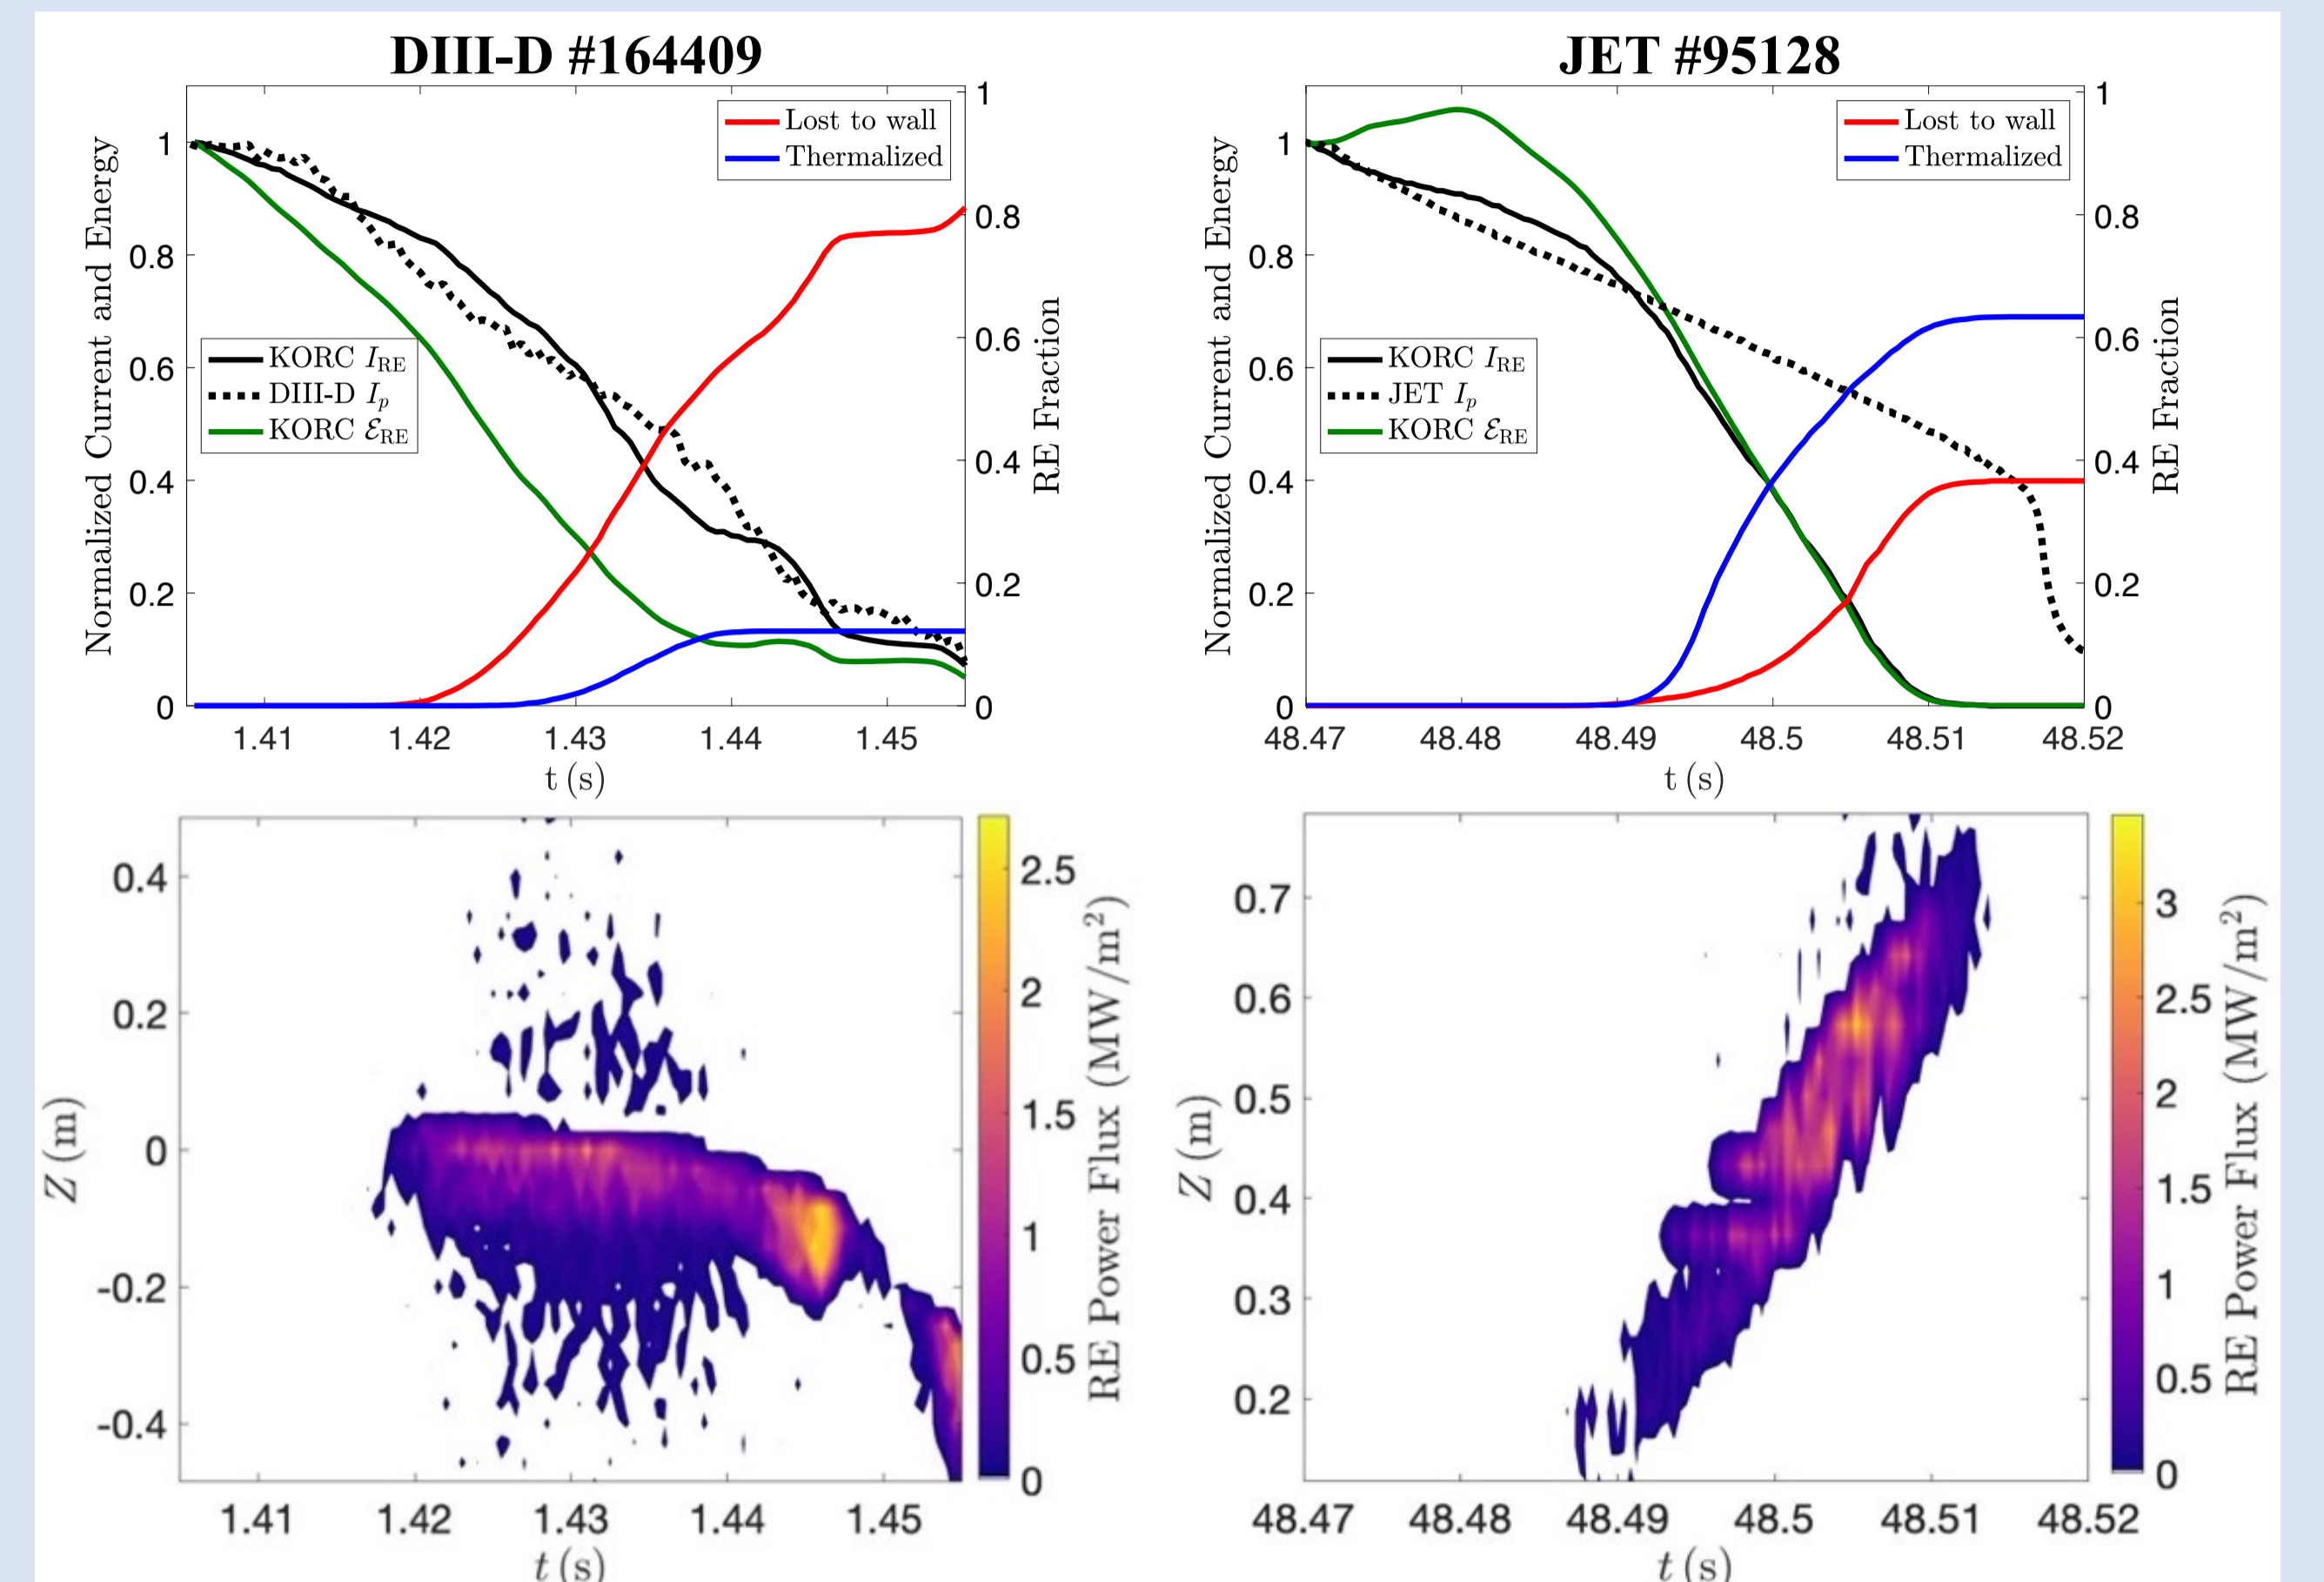 DIII-D #164409
Normalized Current and Energy
1
0.8
0.6
0.4
0.2
0
Lost to wall
Thermalized
KORC I_RE
DIII-D I_p
KORC ℰ_RE
1
0.8
0.6
0.4
0.2
0
RE Fraction
1.41 1.42 1.43 1.44 1.45
t (s)
JET #95128
Normalized Current and Energy
1
0.8
0.6
0.4
0.2
0
Lost to wall
Thermalized
KORC I_RE
JET I_p
KORC ℰ_RE
1
0.8
0.6
0.4
0.2
0
RE Fraction
48.47 48.48 48.49 48.5 48.51 48.52
t (s)
Z (m)
0.4
0.2
0
-0.2
-0.4
1.41 1.42 1.43 1.44 1.45
t (s)
2.5
2
1.5
1
0.5
0
RE Power Flux (MW/m²)
Z (m)
0.7
0.6
0.5
0.4
0.3
0.2
48.47 48.48 48.49 48.5 48.51 48.52
t (s)
3
2.5
2
1.5
1
0.5
0
RE Power Flux (MW/m²)